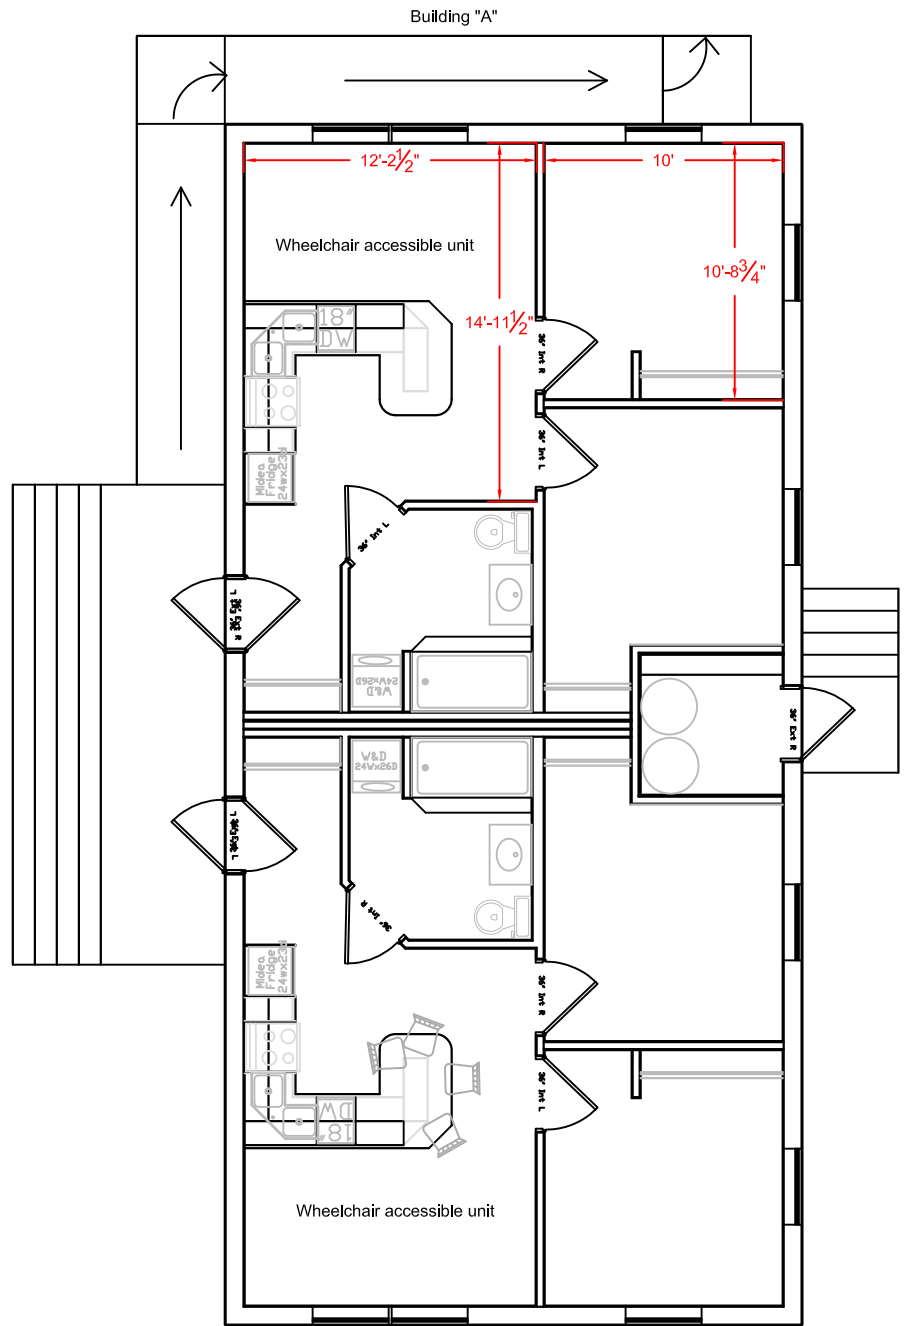 Building "A"
12'-2½"
10'
Wheelchair accessible unit
10'-8¾"
14'-11½"
18"
DW
36" Int R
36" Int L
Midea
Fridge
24wx23d
36" Int L
36" Ext R
W&D
24Wx26D
36" Ext R
W&D
24Wx26D
36" Ext L
36" Int R
Midea
Fridge
24wx23d
36" Int R
36" Int L
DW
18"
Wheelchair accessible unit